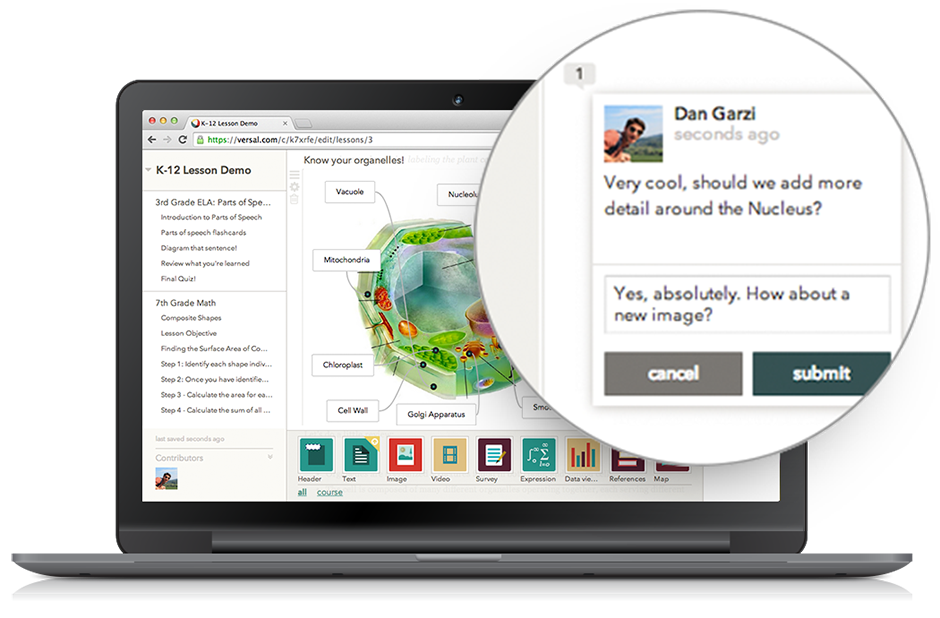 K-12 Lesson Demo
https://versal.com/c/k7xrfe/edit/lessons/3
K-12 Lesson Demo
3rd Grade ELA: Parts of Spe...
Introduction to Parts of Speech
Parts of speech flashcards
Diagram that sentence!
Review what you're learned
Final Quiz!
7th Grade Math
Composite Shapes
Lesson Objective
Finding the Surface Area of Co...
Step 1: Identify each shape indiv...
Step 2: Once you have identifie...
Step 3 - Calculate the area for ea...
Step 4 - Calculate the sum of all ...
last saved seconds ago
Contributors
Know your organelles! labeling the plant
Vacuole
Mitochondria
Chloroplast
Cell Wall
Golgi Apparatus
Header Text Image Video Survey Expression Data vie... References Map
all course
1
Dan Garzi
seconds ago
Very cool, should we add more
detail around the Nucleus?
Yes, absolutely. How about a
new image?
cancel submit